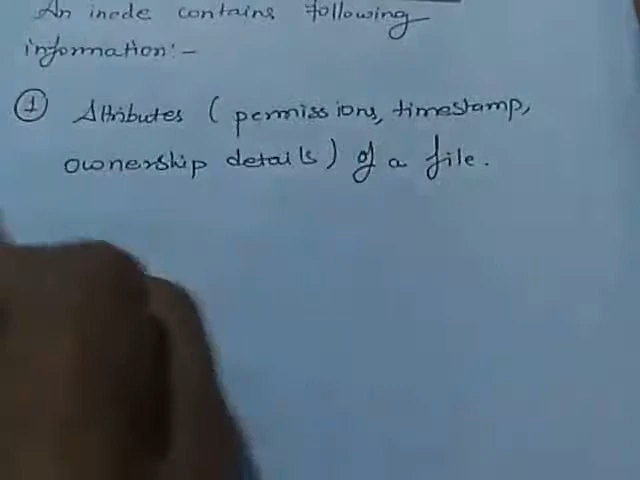 An inode contains following
information:-
① Attributes (permissions, timestamp,
ownership details) of a file.